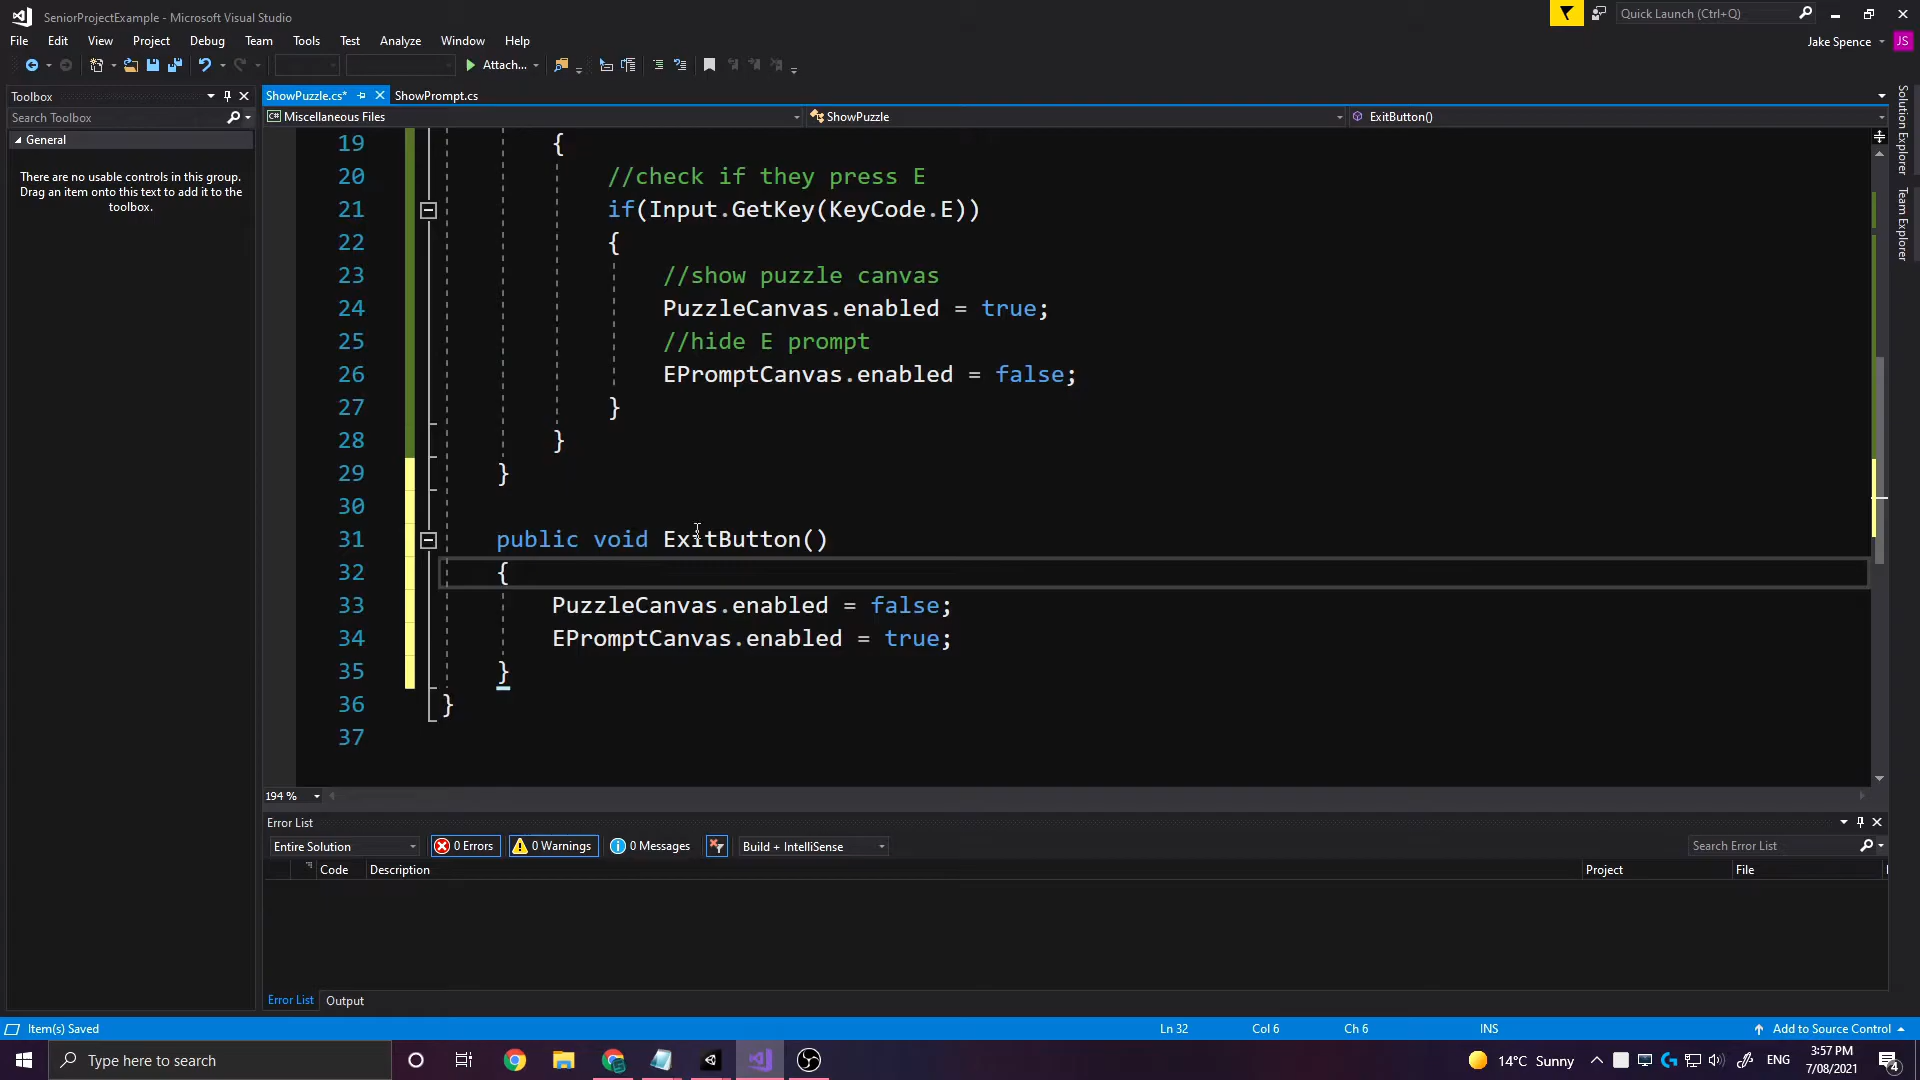 SeniorProjectExample - Microsoft Visual Studio
Quick Launch (Ctrl+Q)
File Edit View Project Debug Team Tools Test Analyze Window Help
Jake Spence JS
Attach...
Toolbox
ShowPuzzle.cs* ShowPrompt.cs
Search Toolbox
C# Miscellaneous Files ShowPuzzle ExitButton()
General
There are no usable controls in this group.
Drag an item onto this text to add it to the
toolbox.
Solution Explorer
Team Explorer
19 {
20 //check if they press E
21 if(Input.GetKey(KeyCode.E))
22 {
23 //show puzzle canvas
24 PuzzleCanvas.enabled = true;
25 //hide E prompt
26 EPromptCanvas.enabled = false;
27 }
28 }
29 }
30
31 public void ExitButton()
32 {
33 PuzzleCanvas.enabled = false;
34 EPromptCanvas.enabled = true;
35 }
36 }
37
194 %
Error List
Entire Solution 0 Errors 0 Warnings 0 Messages Build + IntelliSense Search Error List
Code Description Project File
Error List Output
Item(s) Saved Ln 32 Col 6 Ch 6 INS Add to Source Control
Type here to search
14°C Sunny ENG 3:57 PM
7/08/2021
4